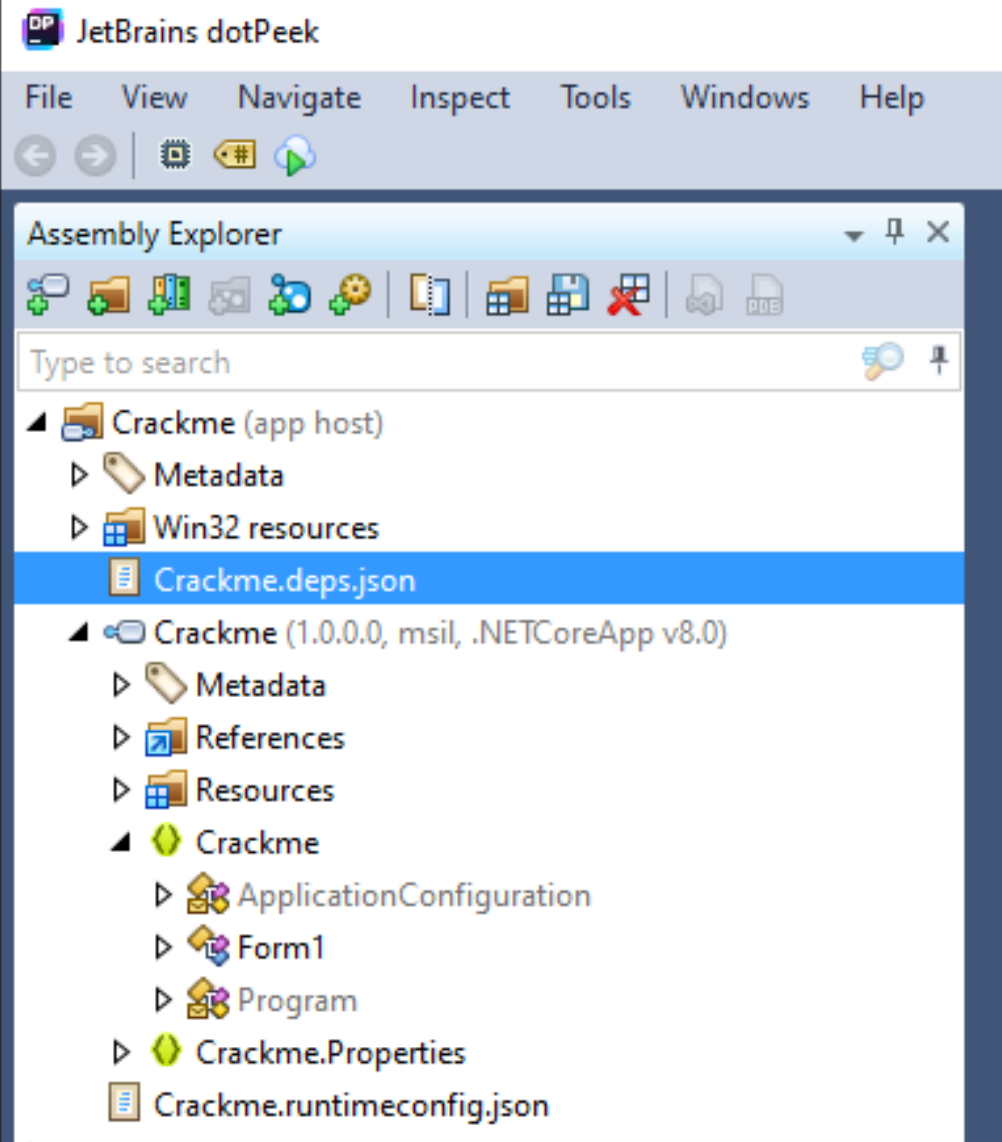 DP JetBrains dotPeek
File View Navigate Inspect Tools Windows Help
#
Assembly Explorer
PDB
Type to search
Crackme (app host)
Metadata
Win32 resources
Crackme.deps.json
Crackme (1.0.0.0, msil, .NETCoreApp v8.0)
Metadata
References
Resources
Crackme
ApplicationConfiguration
Form1
Program
Crackme.Properties
Crackme.runtimeconfig.json